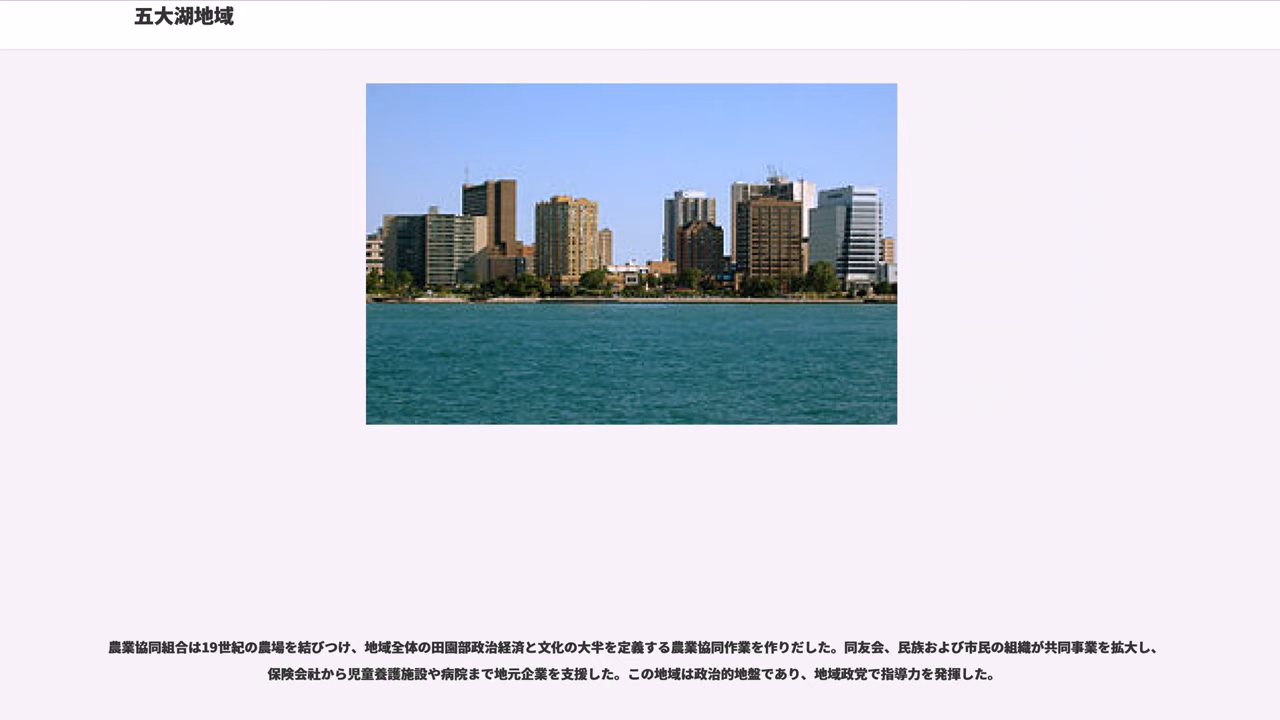 五大湖地域
農業協同組合は19世紀の農場を結びつけ、地域全体の田園部政治経済と文化の大半を定義する農業協同作業を作りだした。同友会、民族および市民の組織が共同事業を拡大し、
保険会社から児童養護施設や病院まで地元企業を支援した。この地域は政治的地盤であり、地域政党で指導力を発揮した。